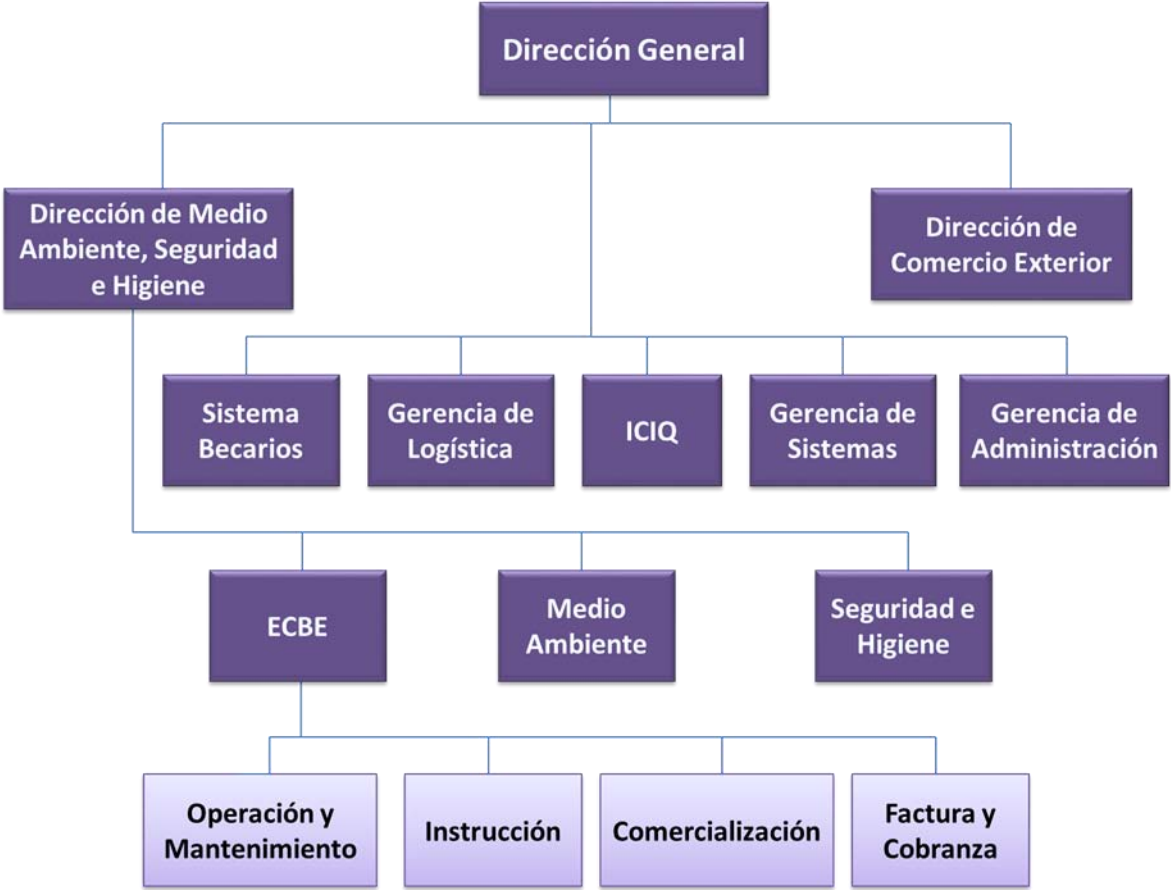 Dirección General
Dirección de Medio
Ambiente, Seguridad
e Higiene
Dirección de
Comercio Exterior
Sistema
Becarios
Gerencia de
Logística
ICIQ
Gerencia de
Sistemas
Gerencia de
Administración
ECBE
Medio
Ambiente
Seguridad e
Higiene
Operación y
Mantenimiento
Instrucción
Comercialización
Factura y
Cobranza